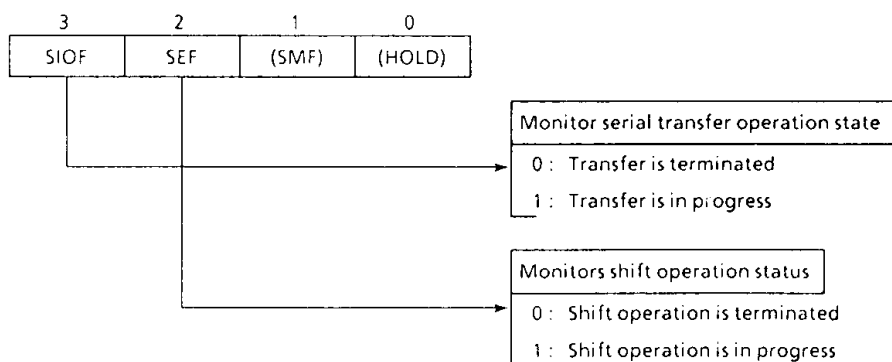 3 2 1 0
SIOF SEF (SMF) (HOLD)
Monitor serial transfer operation state
0 : Transfer is terminated
1 : Transfer is in progress
Monitors shift operation status
0 : Shift operation is terminated
1 : Shift operation is in progress